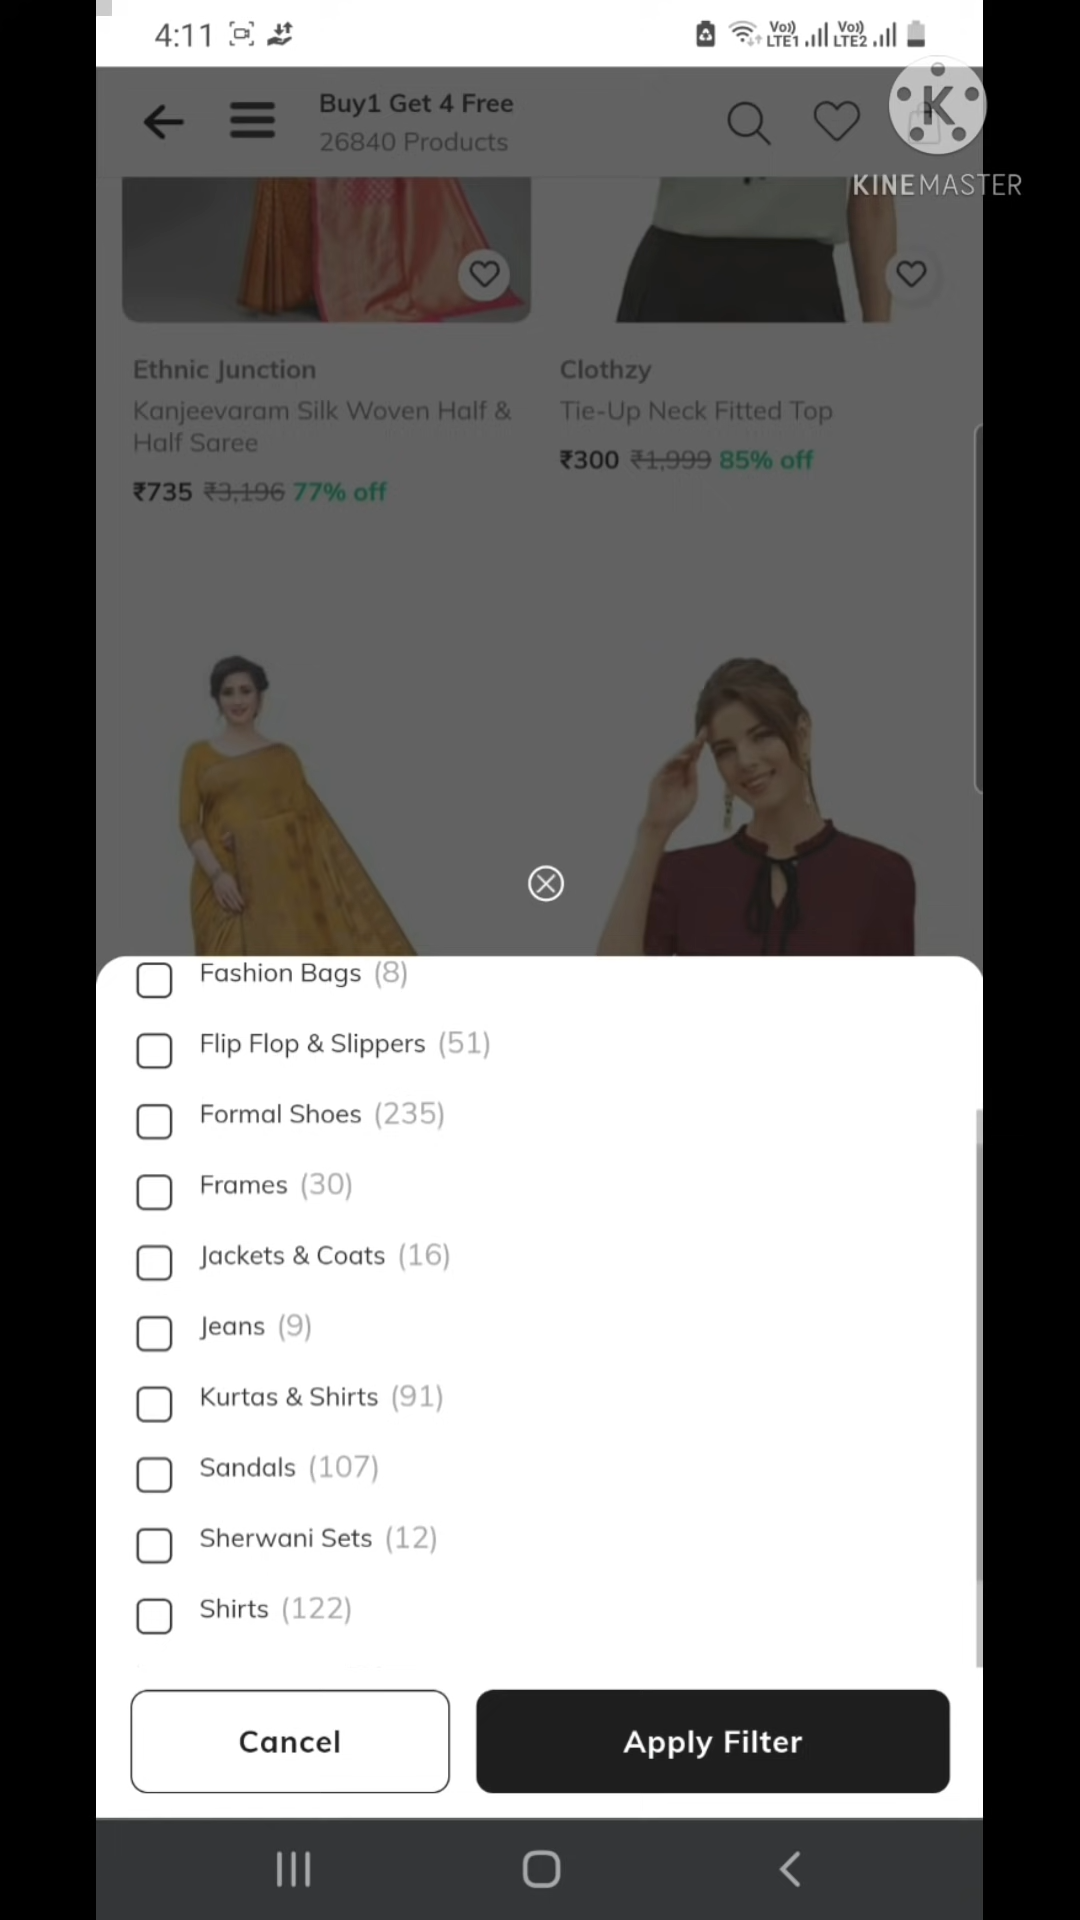 4:11
Vo)) LTE1
Vo)) LTE2
Buy1 Get 4 Free
26840 Products
K
KINEMASTER
Ethnic Junction
Kanjeevaram Silk Woven Half &
Half Saree
₹735 ₹3,196 77% off
Clothzy
Tie-Up Neck Fitted Top
₹300 ₹1,999 85% off
Fashion Bags (8)
Flip Flop & Slippers (51)
Formal Shoes (235)
Frames (30)
Jackets & Coats (16)
Jeans (9)
Kurtas & Shirts (91)
Sandals (107)
Sherwani Sets (12)
Shirts (122)
Cancel
Apply Filter